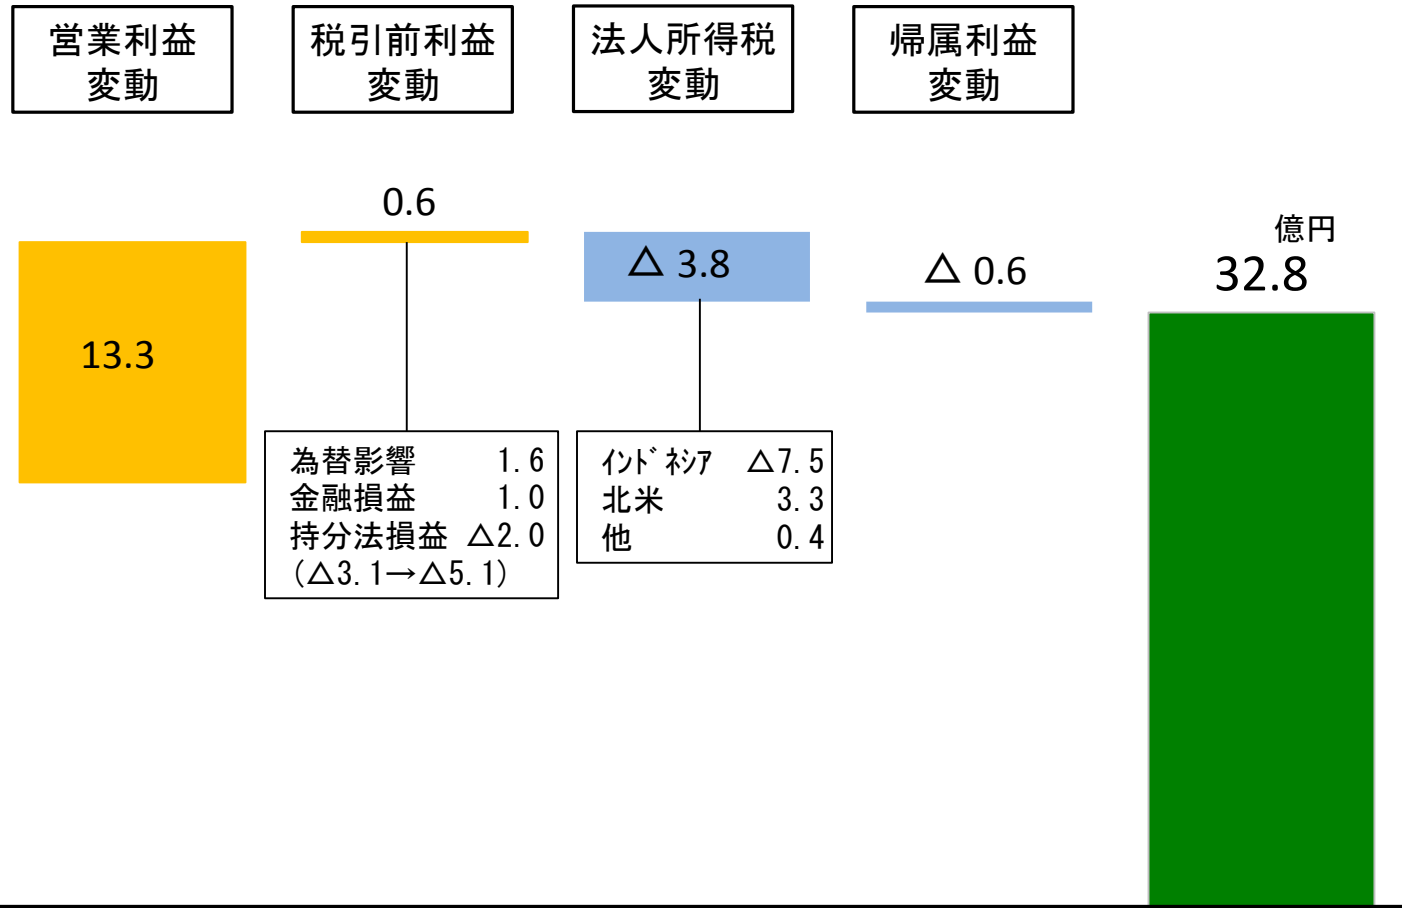 営業利益
変動
税引前利益
変動
法人所得税
変動
帰属利益
変動
0.6
億円
△ 3.8
△ 0.6
32.8
13.3
為替影響 1.6
金融損益 1.0
持分法損益 △2.0
(△3.1→△5.1)
ｲﾝﾄﾞﾈｼｱ △7.5
北米 3.3
他 0.4